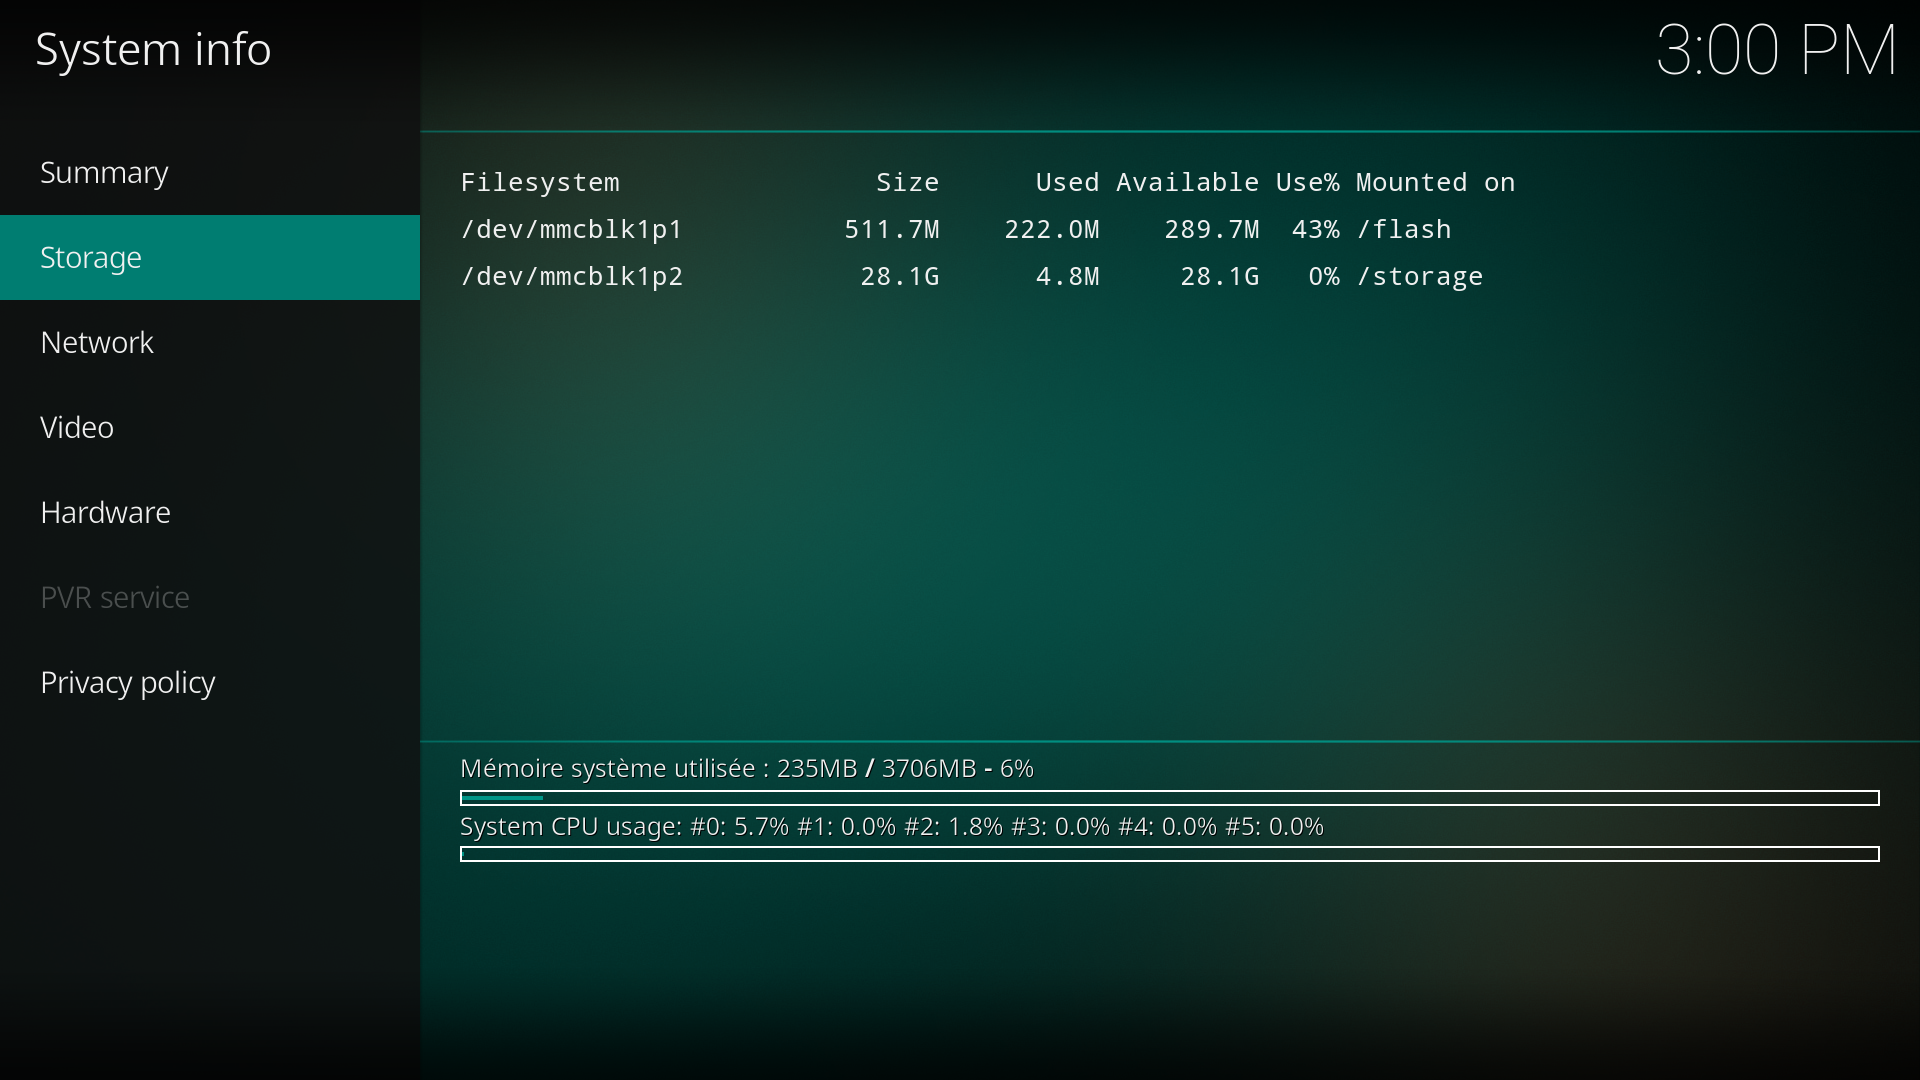 System info
3:00 PM
Summary
Storage
Network
Video
Hardware
PVR service
Privacy policy
Filesystem Size Used Available Use% Mounted on
/dev/mmcblk1p1 511.7M 222.0M 289.7M 43% /flash
/dev/mmcblk1p2 28.1G 4.8M 28.1G 0% /storage
Mémoire système utilisée : 235MB / 3706MB - 6%
System CPU usage: #0: 5.7% #1: 0.0% #2: 1.8% #3: 0.0% #4: 0.0% #5: 0.0%